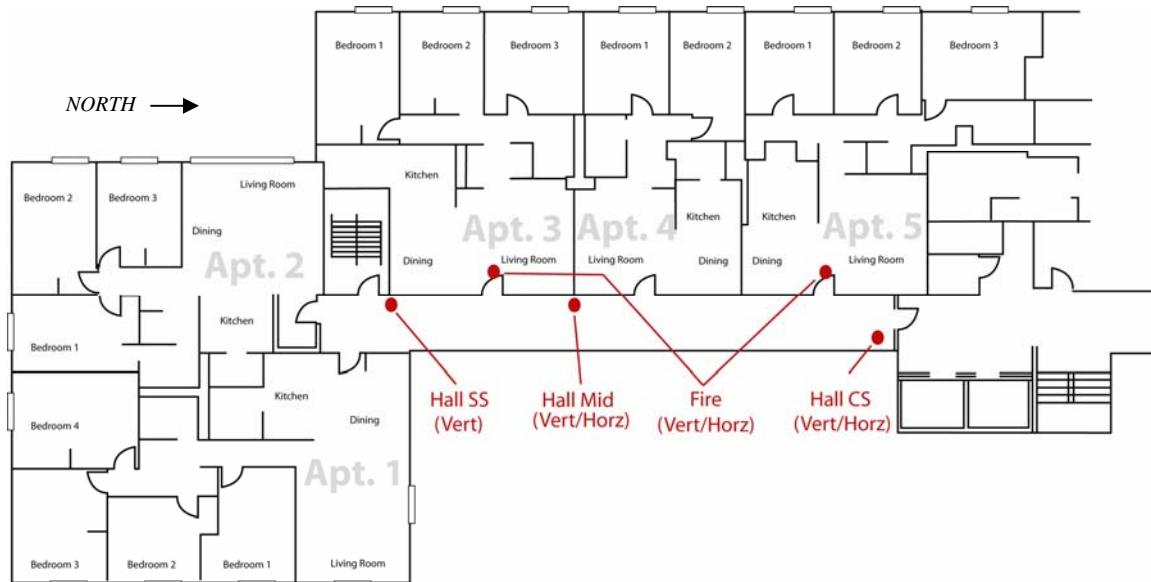 Bedroom 1
Bedroom 2
Bedroom 3
Bedroom 1
Bedroom 2
Bedroom 1
Bedroom 2
Bedroom 3
NORTH
Kitchen
Living Room
Bedroom 2
Bedroom 3
Dining
Apt. 2
Kitchen
Bedroom 1
Apt. 3
Dining
Living Room
Apt. 4
Kitchen
Living Room
Dining
Kitchen
Apt. 5
Dining
Living Room
Hall SS
(Vert)
Hall Mid
(Vert/Horz)
Fire
(Vert/Horz)
Hall CS
(Vert/Horz)
Kitchen
Dining
Bedroom 4
Apt. 1
Bedroom 3
Bedroom 2
Bedroom 1
Living Room